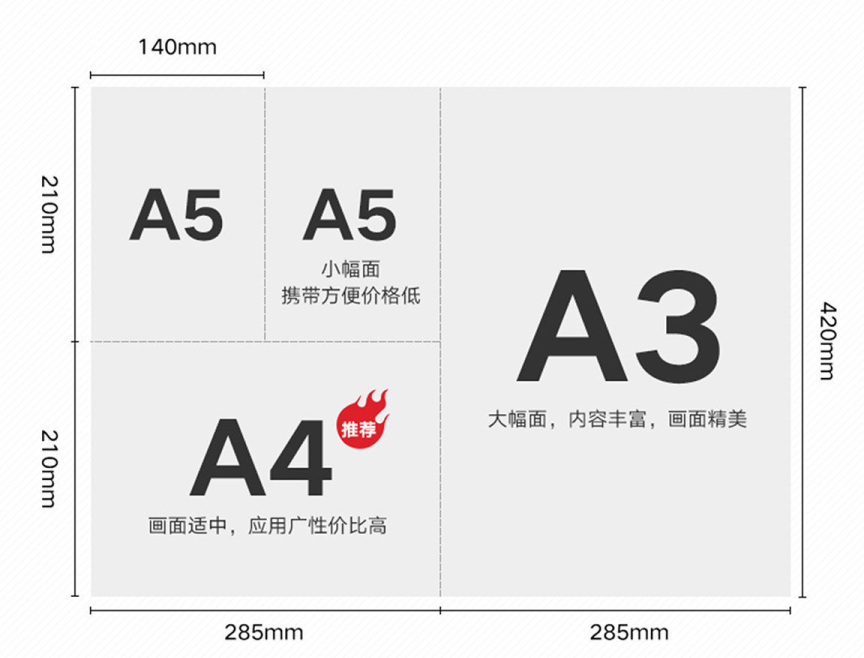 140mm
210mm
A5
A5
小幅面
携带方便价格低
A3
大幅面，内容丰富，画面精美
420mm
210mm
A4
推荐
画面适中，应用广性价比高
285mm
285mm